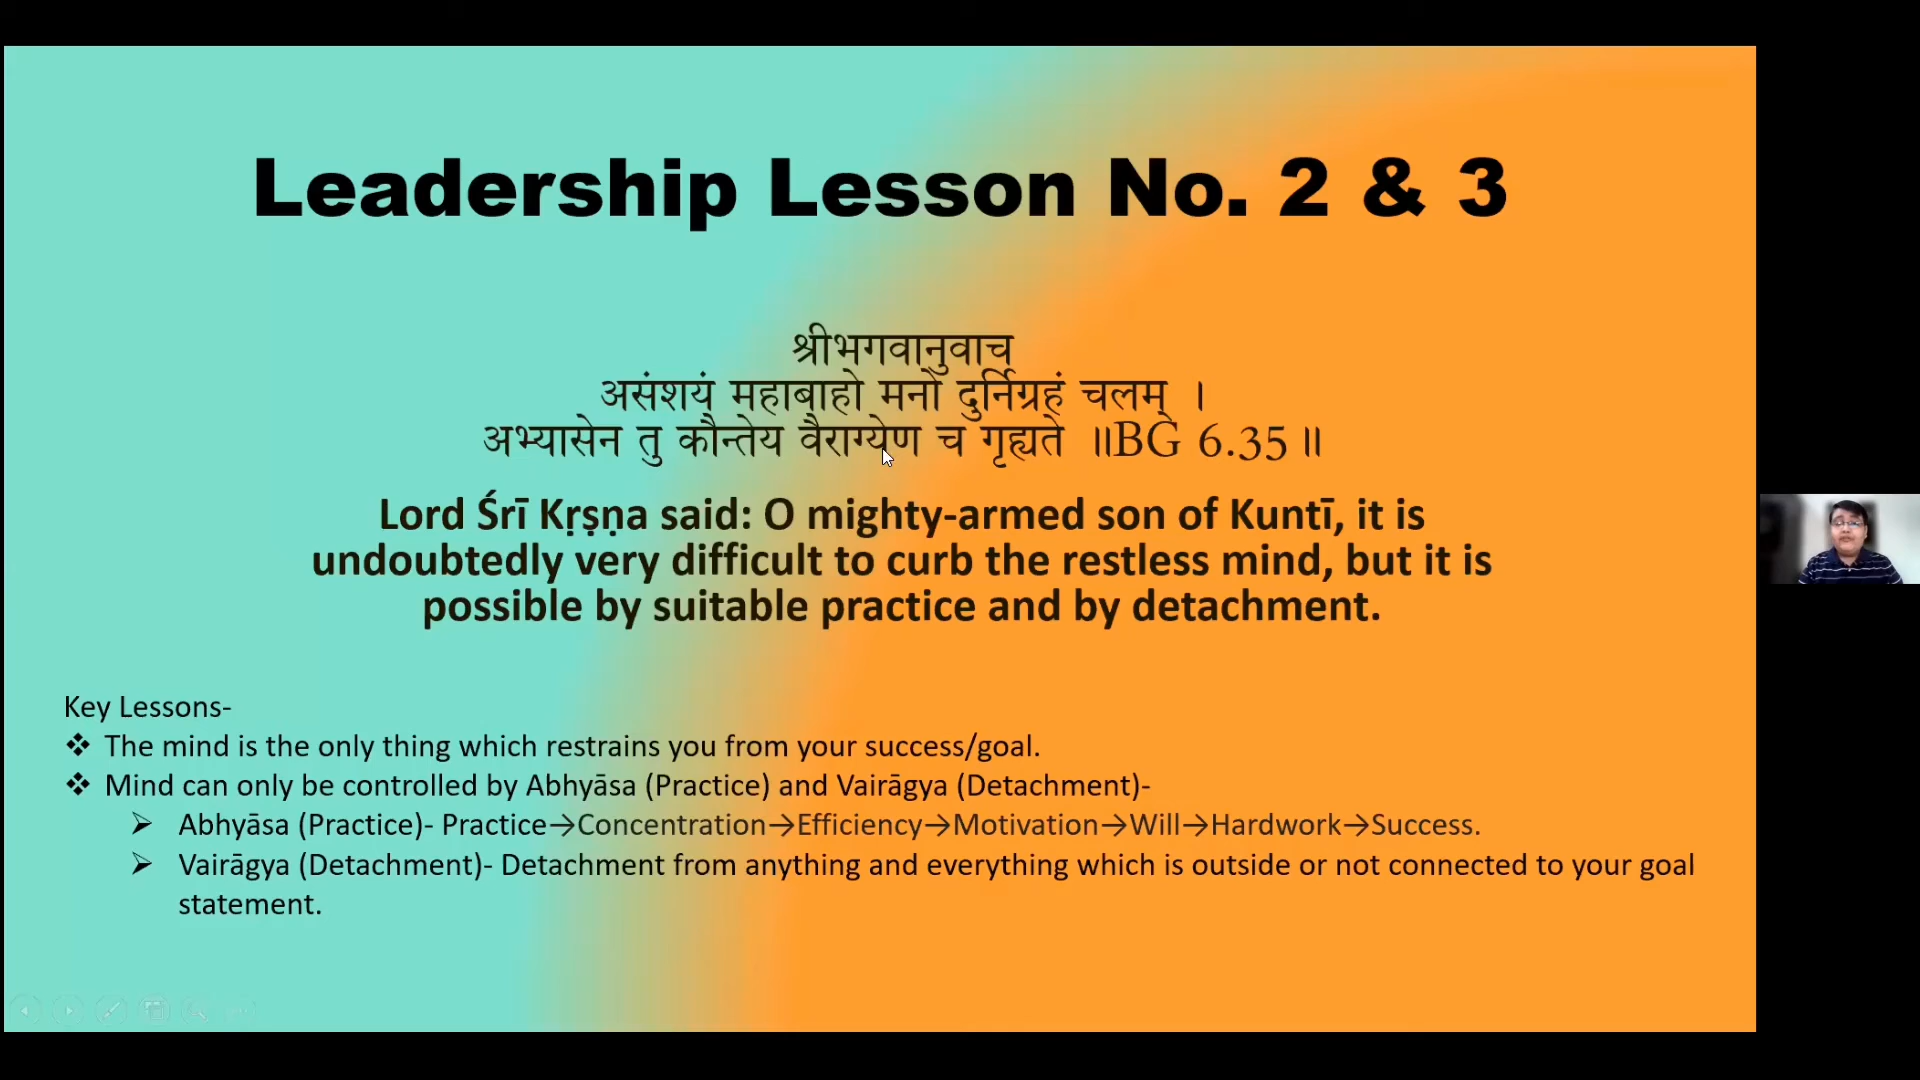 Leadership Lesson No. 2 & 3
श्रीभगवानुवाच
असंशयं महाबाहो मनो दुर्निग्रहं चलम् ।
अभ्यासेन तु कौन्तेय वैराग्येण च गृह्यते ॥BG 6.35॥
Lord Śrī Kṛṣṇa said: O mighty-armed son of Kuntī, it is
undoubtedly very difficult to curb the restless mind, but it is
possible by suitable practice and by detachment.
Key Lessons-
❖ The mind is the only thing which restrains you from your success/goal.
❖ Mind can only be controlled by Abhyāsa (Practice) and Vairāgya (Detachment)-
➢ Abhyāsa (Practice)- Practice→Concentration→Efficiency→Motivation→Will→Hardwork→Success.
➢ Vairāgya (Detachment)- Detachment from anything and everything which is outside or not connected to your goal
statement.